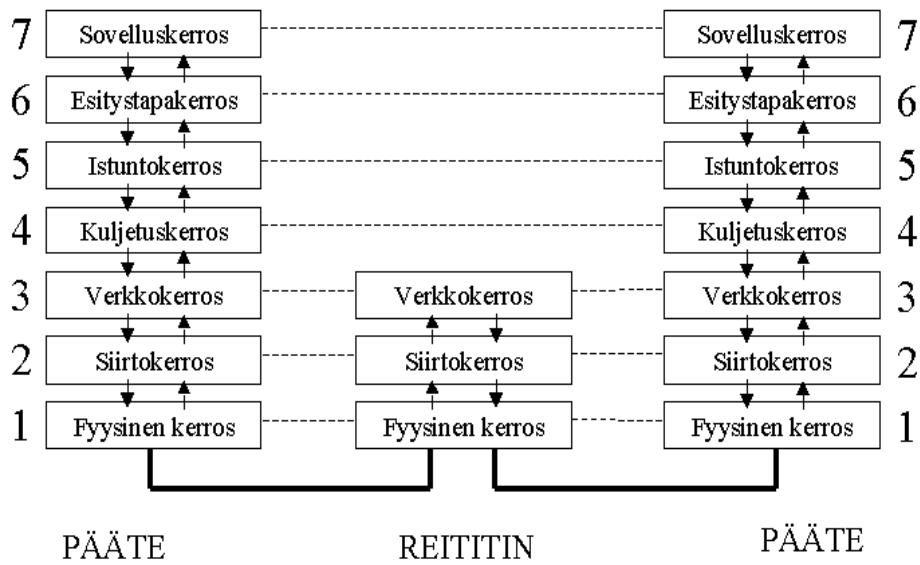 7 Sovelluskerros Sovelluskerros 7
6 Esitystapakerros Esitystapakerros 6
5 Istuntokerros Istuntokerros 5
4 Kuljetuskerros Kuljetuskerros 4
3 Verkkokerros Verkkokerros Verkkokerros 3
2 Siirtokerros Siirtokerros Siirtokerros 2
1 Fyysinen kerros Fyysinen kerros Fyysinen kerros 1
PÄÄTE REITITIN PÄÄTE